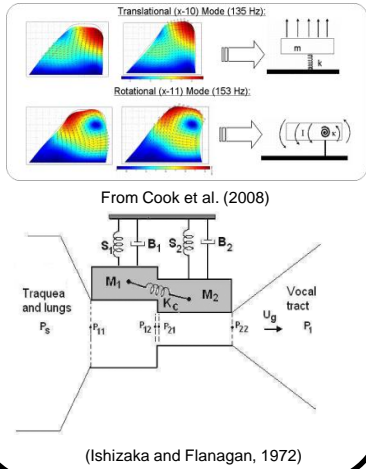 Translational (x-10) Mode (135 Hz):
m
k
Rotational (x-11) Mode (153 Hz):
I
κ
From Cook et al. (2008)
S1 B1 S2 B2
M1 Kc M2
Traquea
and lungs
Ps
P11 P12 P21 P22
Ug
Vocal
tract
P1
(Ishizaka and Flanagan, 1972)